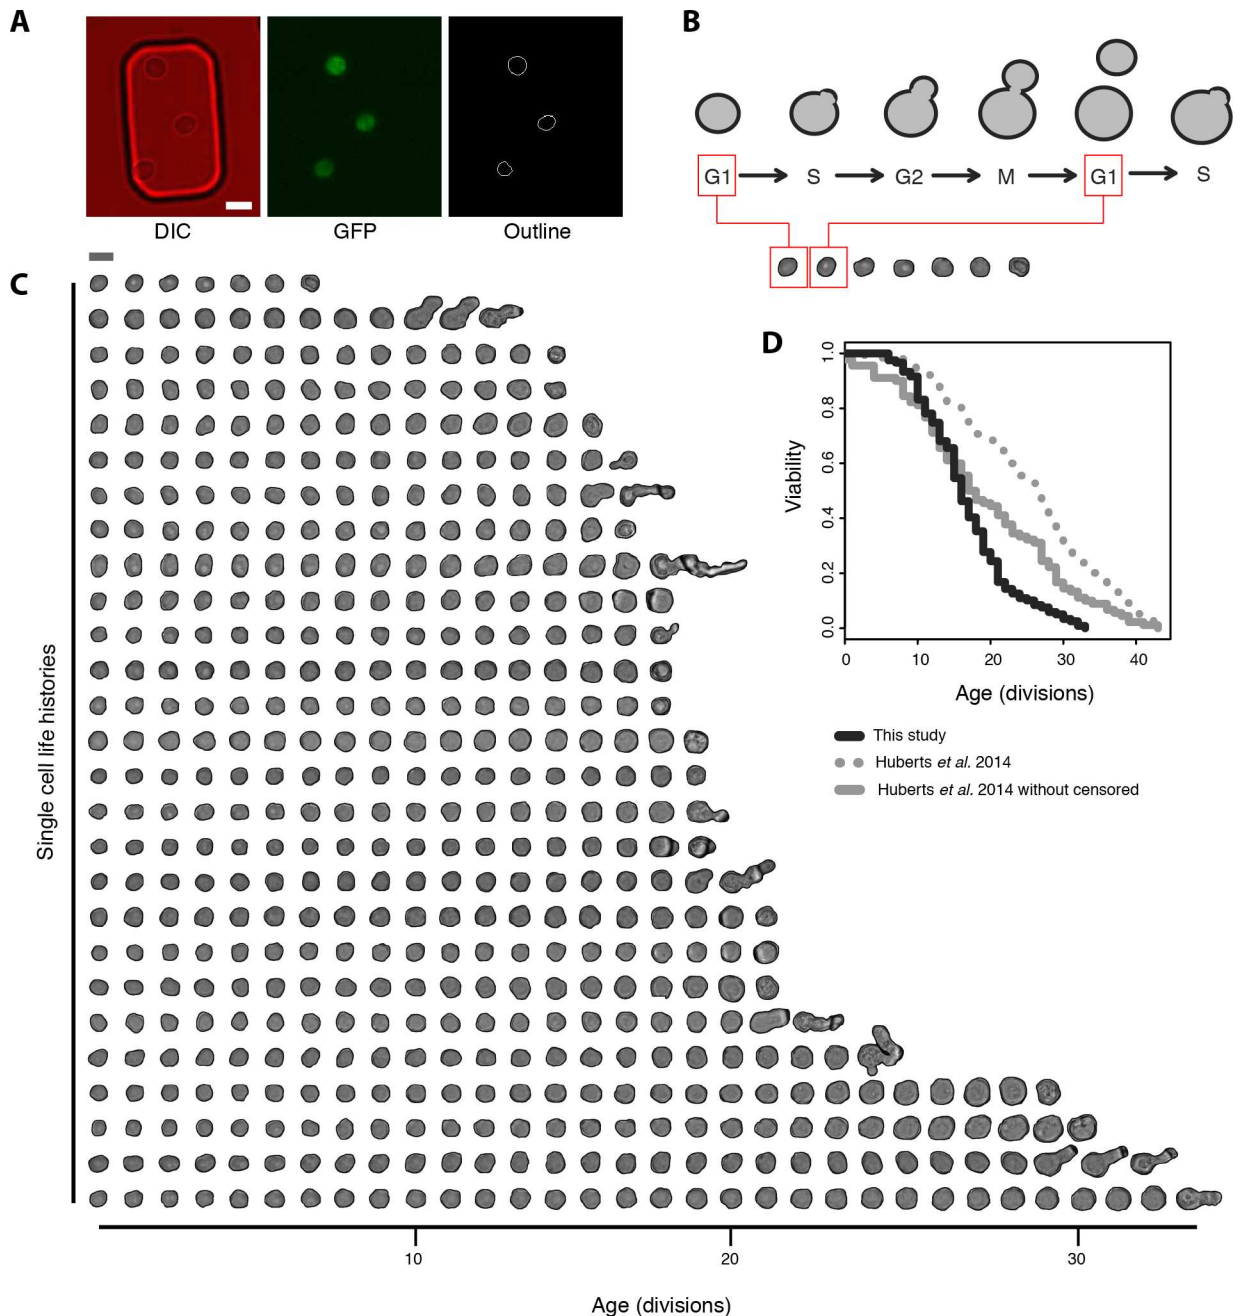 A
DIC
GFP
Outline
B
G1
S
G2
M
G1
S
C
Single cell life histories
10
20
30
Age (divisions)
D
Viability
1.0
0.8
0.6
0.4
0.2
0.0
0
10
20
30
40
Age (divisions)
This study
Huberts et al. 2014
Huberts et al. 2014 without censored